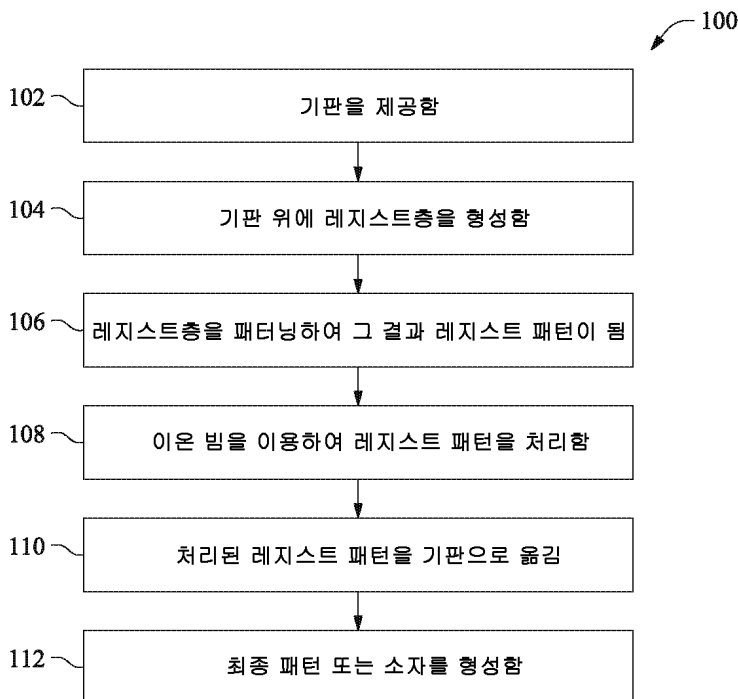 100
102 기판을 제공함
104 기판 위에 레지스트층을 형성함
106 레지스트층을 패터닝하여 그 결과 레지스트 패턴이 됨
108 이온 빔을 이용하여 레지스트 패턴을 처리함
110 처리된 레지스트 패턴을 기판으로 옮김
112 최종 패턴 또는 소자를 형성함